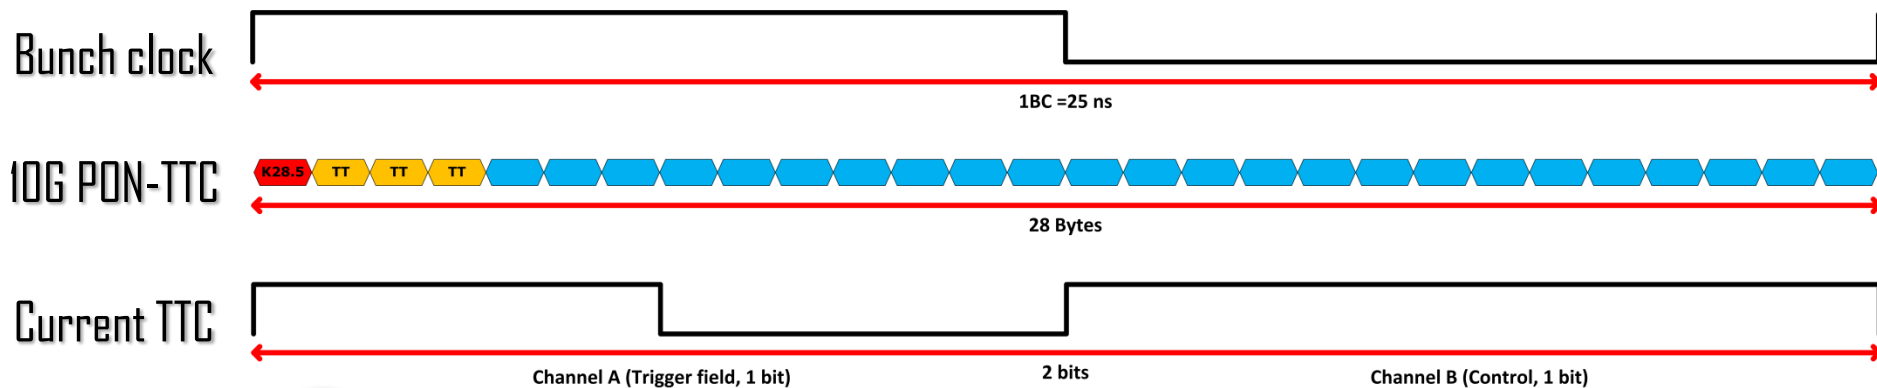 Bunch clock
1BC =25 ns
10G PON-TTC
K28.5 TT TT TT
28 Bytes
Current TTC
Channel A (Trigger field, 1 bit) 2 bits Channel B (Control, 1 bit)